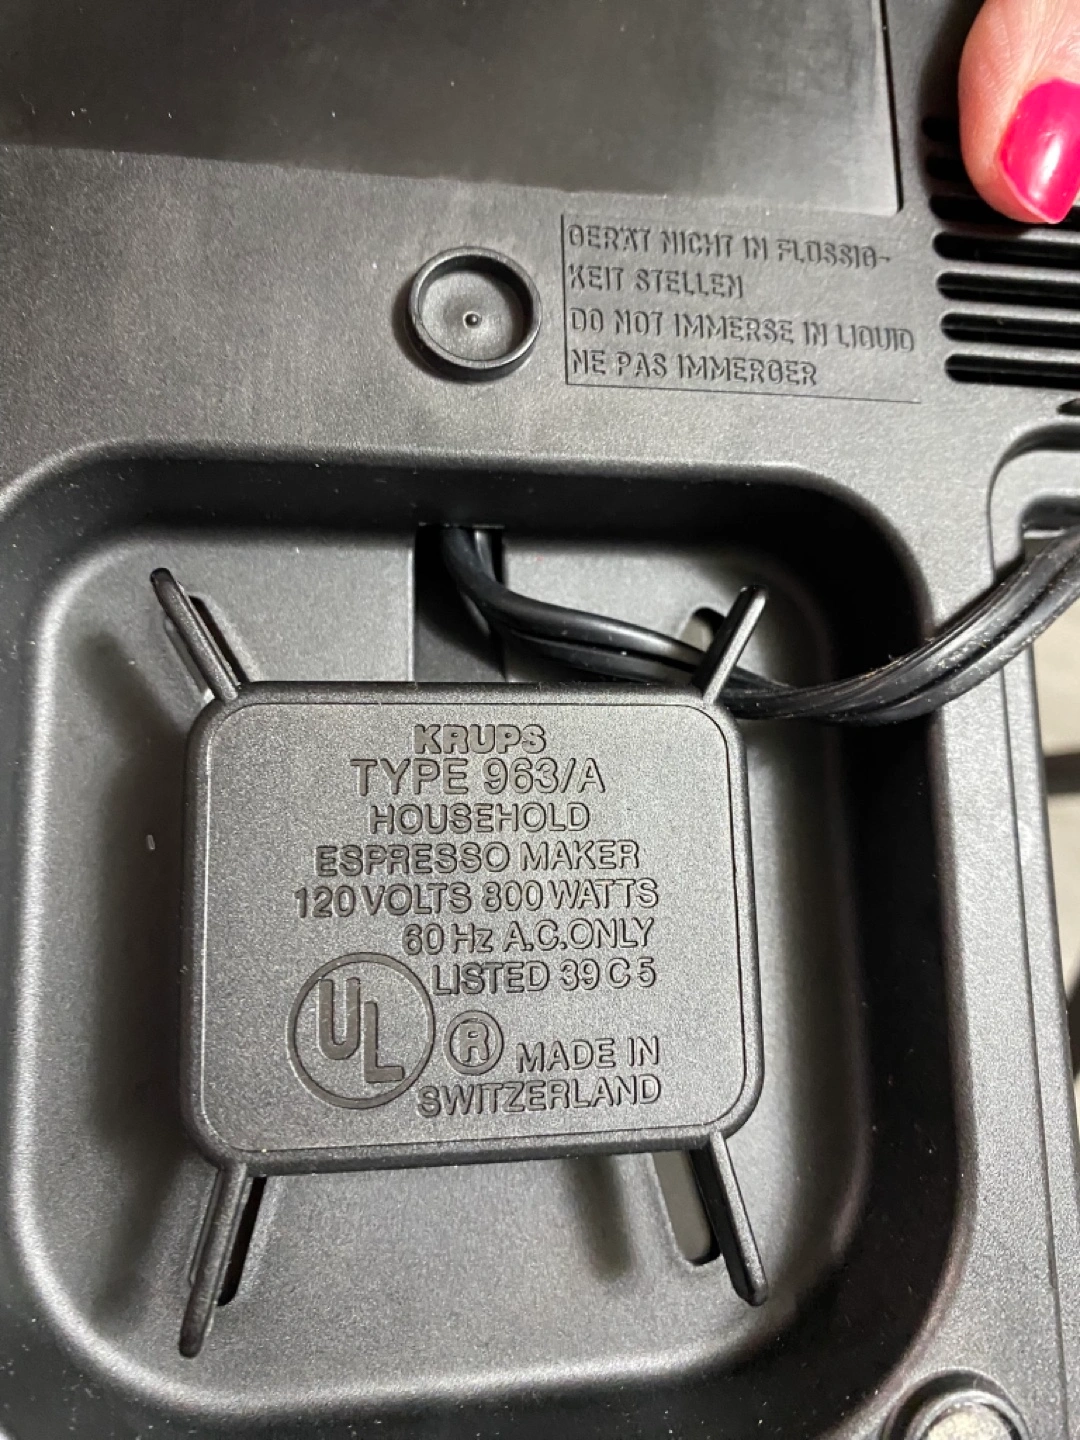 GERÄT NICHT IN FLÜSSIG-
KEIT STELLEN
DO NOT IMMERSE IN LIQUID
NE PAS IMMERGER
KRUPS
TYPE 963/A
HOUSEHOLD
ESPRESSO MAKER
120 VOLTS 800 WATTS
60 Hz A.C. ONLY
LISTED 39 C 5
UL ®
MADE IN
SWITZERLAND